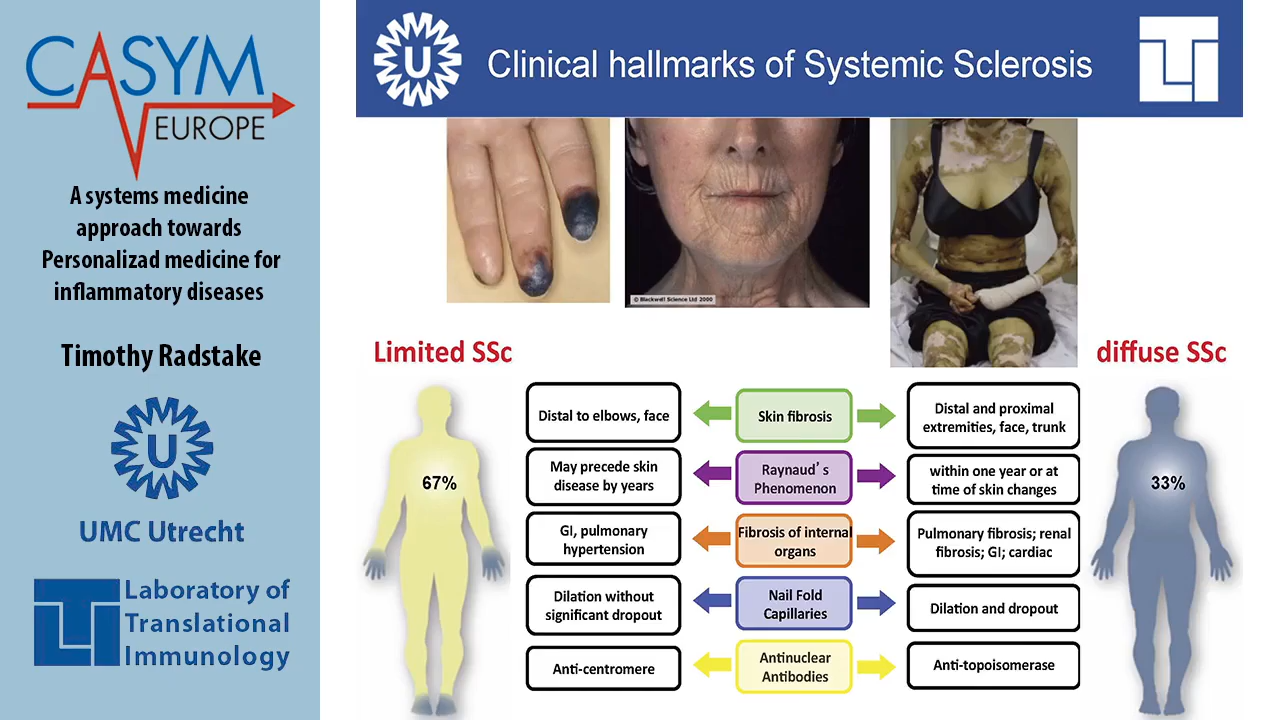 CASYM
EUROPE
A systems medicine
approach towards
Personalizad medicine for
inflammatory diseases
Timothy Radstake
U
UMC Utrecht
LTI
Laboratory of
Translational
Immunology
U
Clinical hallmarks of Systemic Sclerosis
LTI
© Blackwell Science Ltd 2000
Limited SSc
diffuse SSc
67%
33%
Distal to elbows, face
Skin fibrosis
Distal and proximal
extremities, face, trunk
May precede skin
disease by years
Raynaud's
Phenomenon
within one year or at
time of skin changes
GI, pulmonary
hypertension
Fibrosis of internal
organs
Pulmonary fibrosis; renal
fibrosis; GI; cardiac
Dilation without
significant dropout
Nail Fold
Capillaries
Dilation and dropout
Anti-centromere
Antinuclear
Antibodies
Anti-topoisomerase